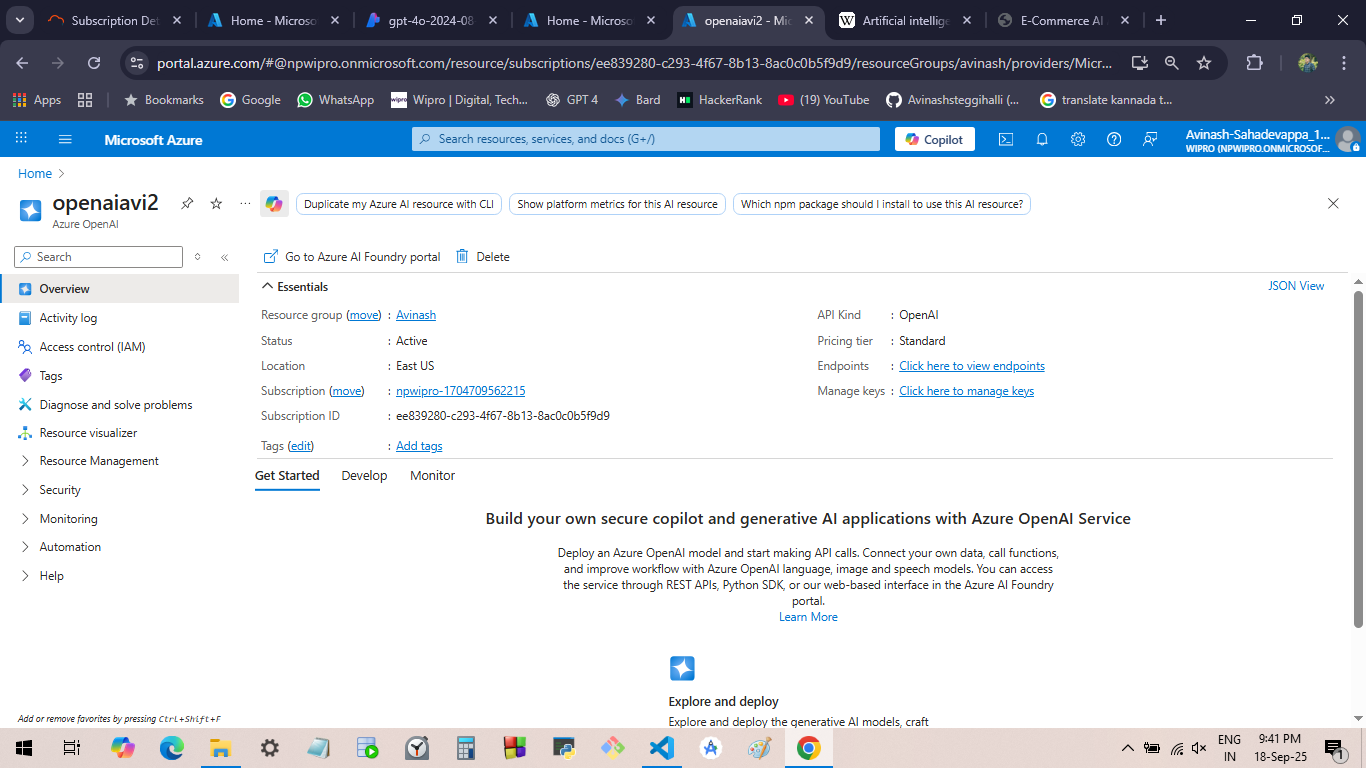 Subscription Det
Home - Microso
gpt-4o-2024-08-
Home - Microso
openaiavi2 - Mic
Artificial intellige
E-Commerce AI
portal.azure.com/#@npwipro.onmicrosoft.com/resource/subscriptions/ee839280-c293-4f67-8b13-8ac0c0b5f9d9/resourceGroups/avinash/providers/Micr...
Apps
Bookmarks
Google
WhatsApp
wipro
Wipro | Digital, Tech...
GPT 4
Bard
HackerRank
(19) YouTube
Avinashsteggihalli (...
translate kannada t...
Microsoft Azure
Search resources, services, and docs (G+/)
Copilot
Avinash-Sahadevappa_1...
WIPRO (NPWIPRO.ONMICROSOF...
Home
openaiavi2
Azure OpenAI
Duplicate my Azure AI resource with CLI
Show platform metrics for this AI resource
Which npm package should I install to use this AI resource?
Search
Overview
Activity log
Access control (IAM)
Tags
Diagnose and solve problems
Resource visualizer
Resource Management
Security
Monitoring
Automation
Help
Add or remove favorites by pressing Ctrl+Shift+F
Go to Azure AI Foundry portal
Delete
Essentials
JSON View
Resource group (move) : Avinash
Status : Active
Location : East US
Subscription (move) : npwipro-1704709562215
Subscription ID : ee839280-c293-4f67-8b13-8ac0c0b5f9d9
Tags (edit) : Add tags
API Kind : OpenAI
Pricing tier : Standard
Endpoints : Click here to view endpoints
Manage keys : Click here to manage keys
Get Started
Develop
Monitor
Build your own secure copilot and generative AI applications with Azure OpenAI Service
Deploy an Azure OpenAI model and start making API calls. Connect your own data, call functions,
and improve workflow with Azure OpenAI language, image and speech models. You can access
the service through REST APIs, Python SDK, or our web-based interface in the Azure AI Foundry
portal.
Learn More
Explore and deploy
Explore and deploy the generative AI models, craft
ENG
IN
9:41 PM
18-Sep-25
1